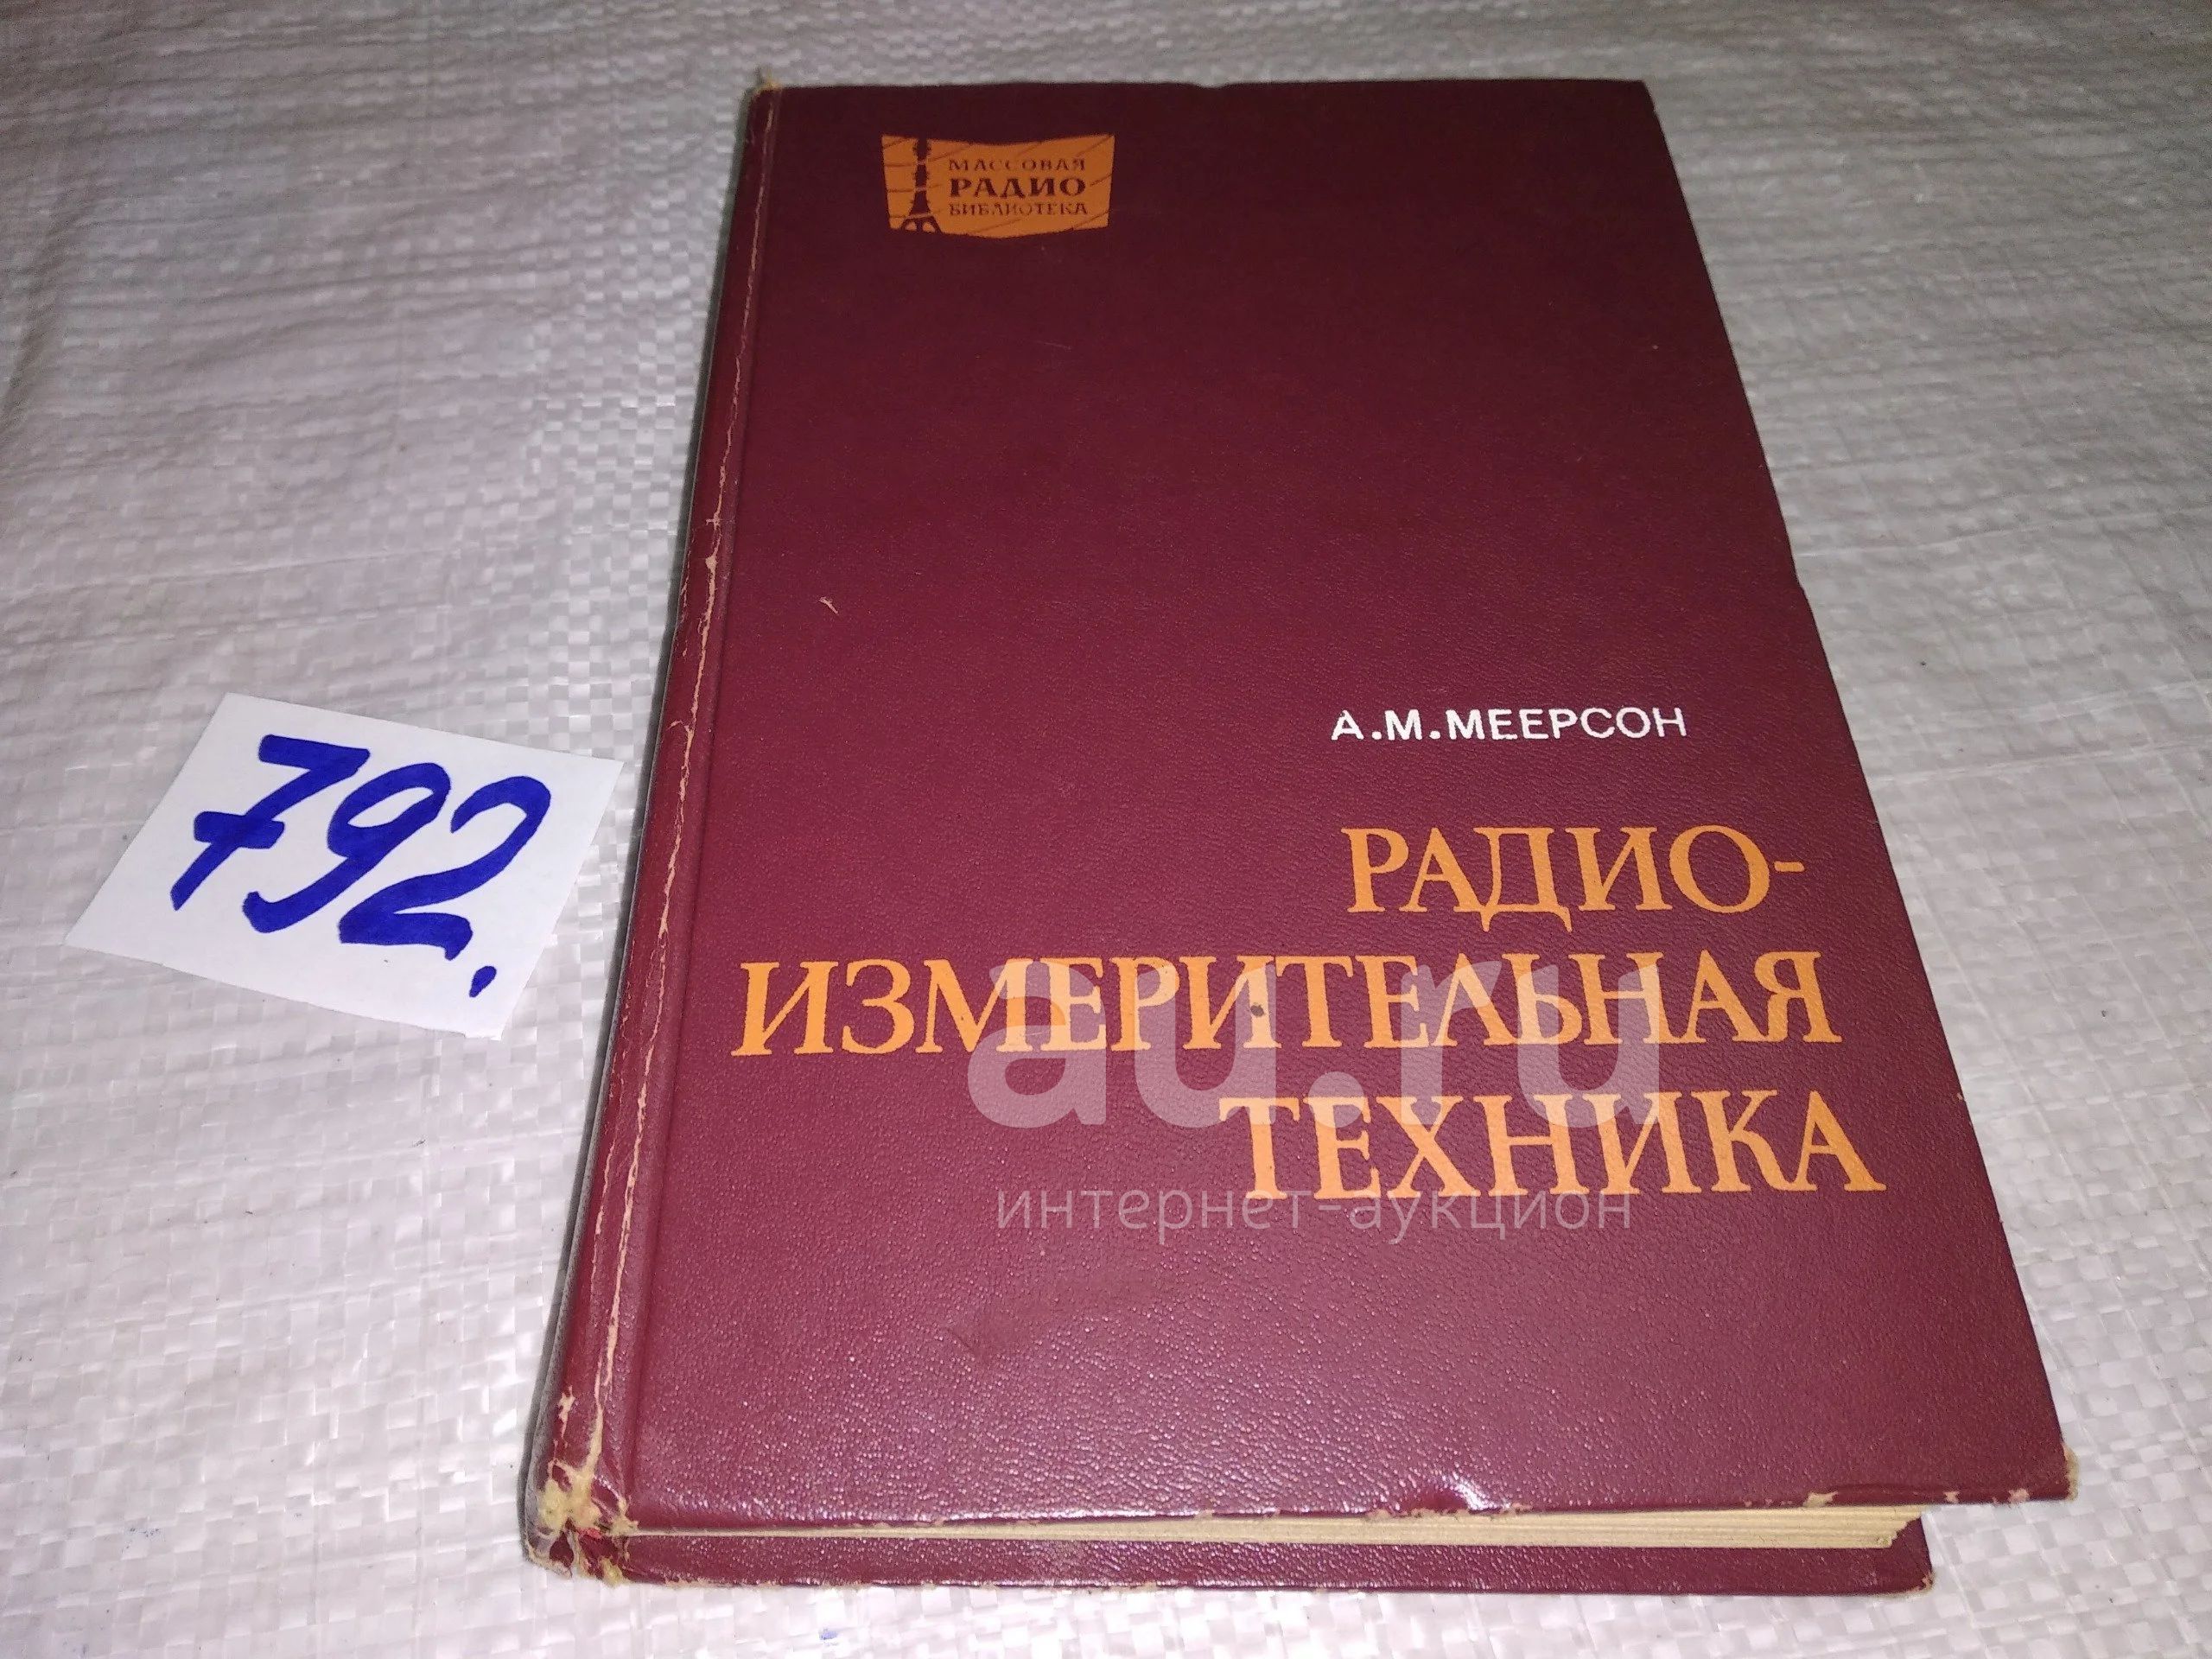 МАССОВАЯ
РАДИО
БИБЛИОТЕКА
А.М.МЕЕРСОН
РАДИО-
ИЗМЕРИТЕЛЬНАЯ
ТЕХНИКА
792.
au.ru
интернет-аукцион